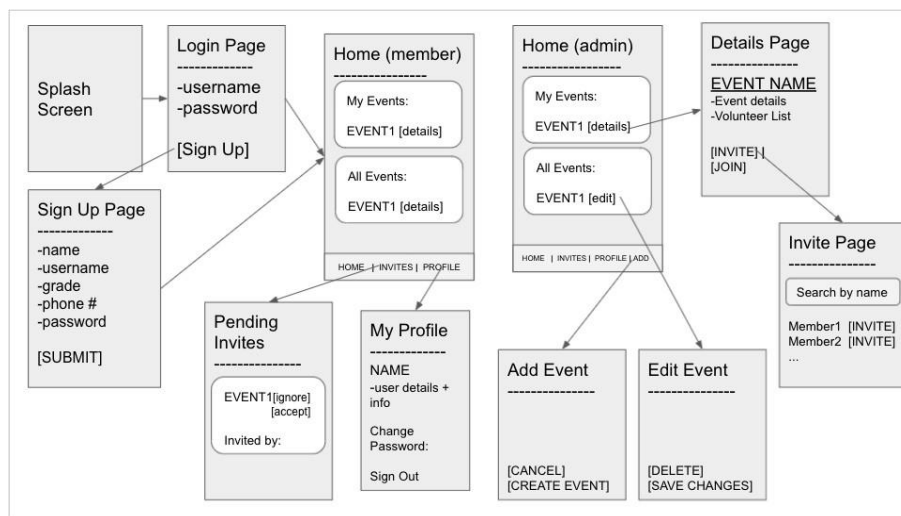 Splash
Screen
Login Page
-------------
-username
-password
[Sign Up]
Sign Up Page
-------------
-name
-username
-grade
-phone #
-password
[SUBMIT]
Home (member)
----------------
My Events:
EVENT1 [details]
All Events:
EVENT1 [details]
HOME | INVITES | PROFILE
Pending
Invites
---------------
EVENT1[ignore]
[accept]
Invited by:
My Profile
-------------
NAME
-user details +
info
Change
Password:
Sign Out
Home (admin)
-----------------
My Events:
EVENT1 [details]
All Events:
EVENT1 [edit]
HOME | INVITES | PROFILE |ADD
Add Event
---------------
[CANCEL]
[CREATE EVENT]
Edit Event
---------------
[DELETE]
[SAVE CHANGES]
Details Page
---------------
EVENT NAME
-Event details
-Volunteer List
[INVITE] |
[JOIN]
Invite Page
---------------
Search by name
Member1 [INVITE]
Member2 [INVITE]
...